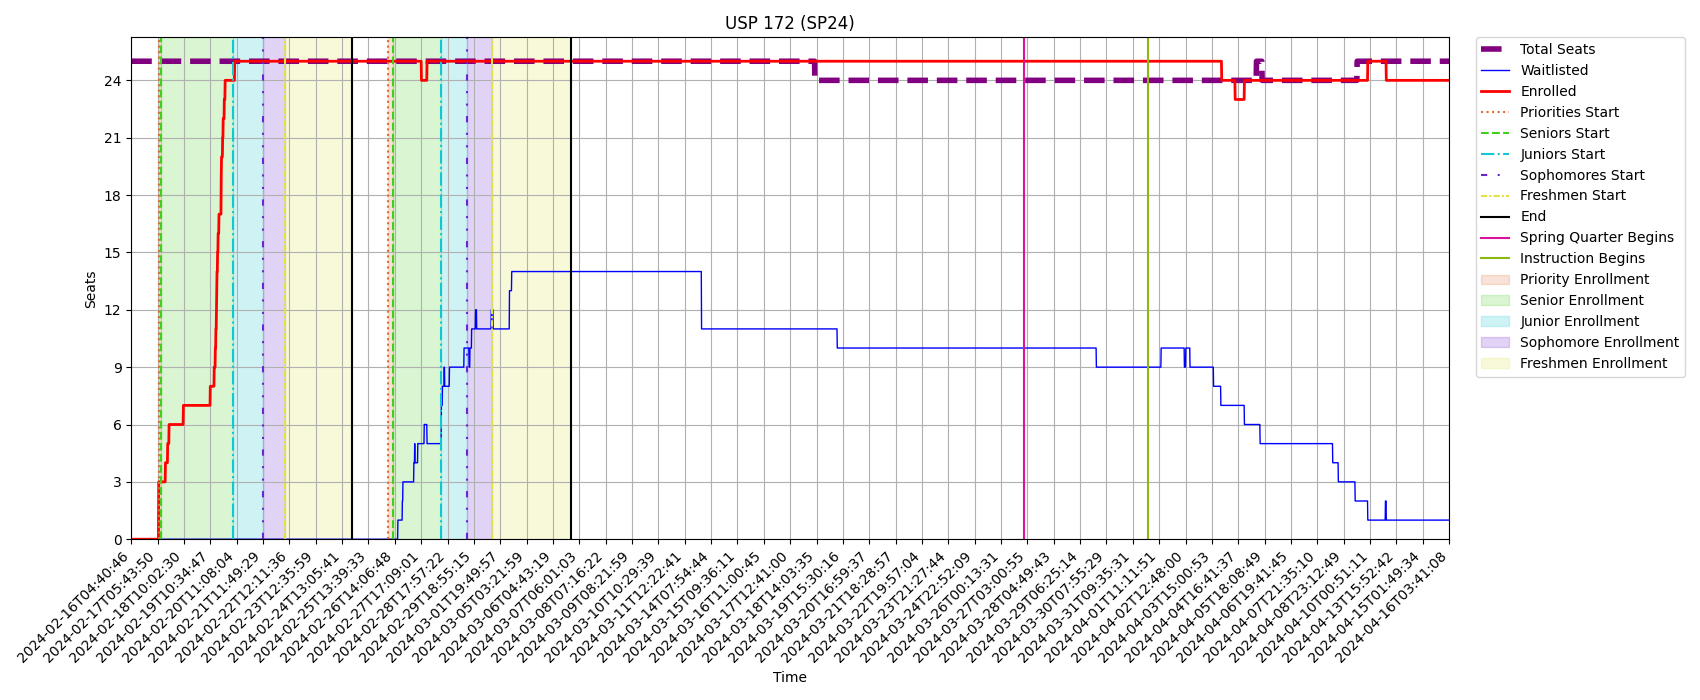 USP 172 (SP24)
Seats
24
21
18
15
12
9
6
3
0
2024-02-16T04:40:46
2024-02-17T05:43:50
2024-02-18T10:02:30
2024-02-19T10:34:47
2024-02-20T11:08:04
2024-02-21T11:49:29
2024-02-22T12:11:36
2024-02-23T12:35:59
2024-02-24T13:05:41
2024-02-25T13:39:33
2024-02-26T14:06:48
2024-02-27T17:09:01
2024-02-28T17:57:22
2024-02-29T18:55:15
2024-03-01T19:49:57
2024-03-05T03:21:59
2024-03-06T04:43:19
2024-03-07T06:01:03
2024-03-08T07:16:22
2024-03-09T08:21:59
2024-03-10T10:29:39
2024-03-11T12:22:41
2024-03-14T07:54:44
2024-03-15T09:36:11
2024-03-16T11:00:45
2024-03-17T12:41:00
2024-03-18T14:03:35
2024-03-19T15:30:16
2024-03-20T16:59:37
2024-03-21T18:28:57
2024-03-22T19:57:04
2024-03-23T21:27:44
2024-03-24T22:52:09
2024-03-26T00:13:31
2024-03-27T03:00:55
2024-03-28T04:49:43
2024-03-29T06:25:14
2024-03-30T07:55:29
2024-03-31T09:35:31
2024-04-01T11:11:51
2024-04-02T12:48:00
2024-04-03T15:00:53
2024-04-04T16:41:37
2024-04-05T18:08:49
2024-04-06T19:41:45
2024-04-07T21:35:10
2024-04-08T23:12:49
2024-04-10T00:51:11
2024-04-13T15:52:42
2024-04-15T01:49:34
2024-04-16T03:41:08
Time
Total Seats
Waitlisted
Enrolled
Priorities Start
Seniors Start
Juniors Start
Sophomores Start
Freshmen Start
End
Spring Quarter Begins
Instruction Begins
Priority Enrollment
Senior Enrollment
Junior Enrollment
Sophomore Enrollment
Freshmen Enrollment